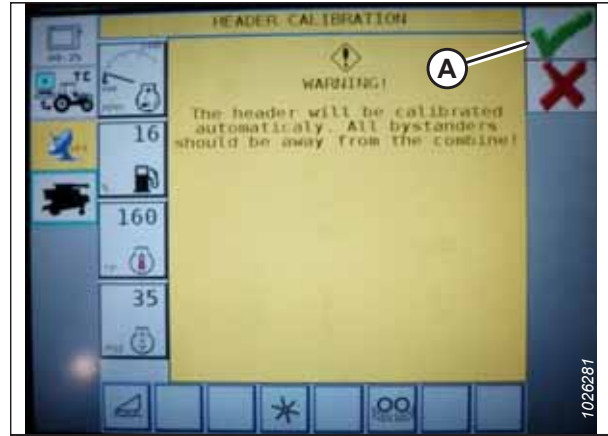 HEADER CALIBRATION
TC
A
WARNING!
The header will be calibrated
automaticaly. All bystanders
should be away from the combine!
16
160
35
1026281